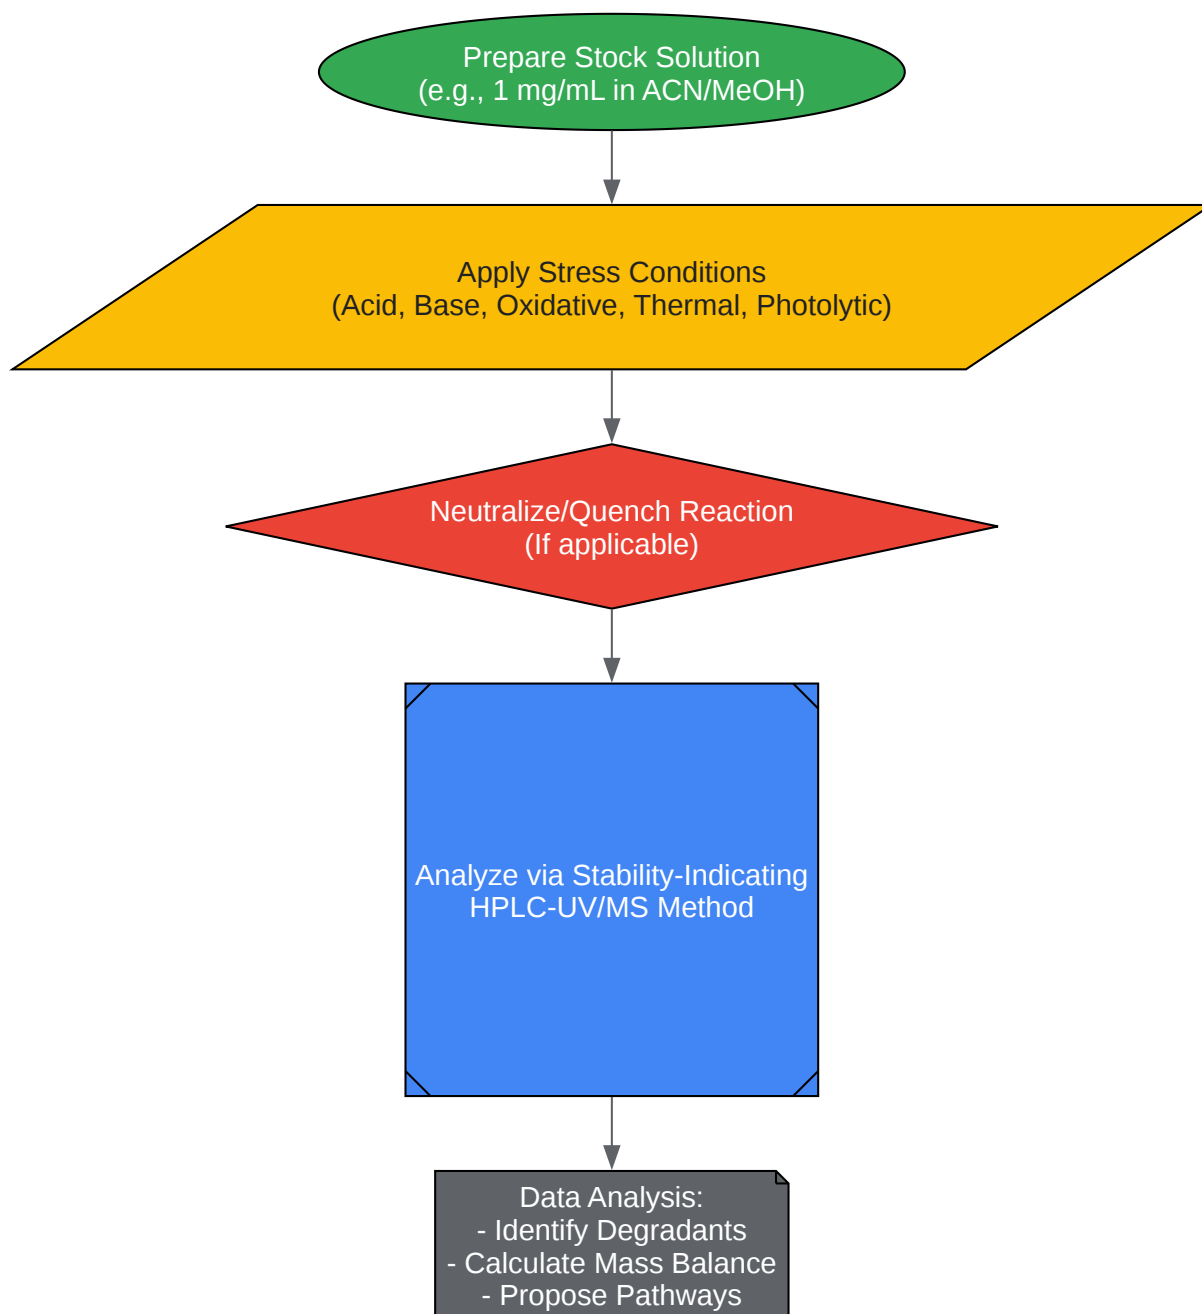 Prepare Stock Solution
(e.g., 1 mg/mL in ACN/MeOH)
Apply Stress Conditions
(Acid, Base, Oxidative, Thermal, Photolytic)
Neutralize/Quench Reaction
(If applicable)
Analyze via Stability-Indicating
HPLC-UV/MS Method
Data Analysis:
- Identify Degradants
- Calculate Mass Balance
- Propose Pathways